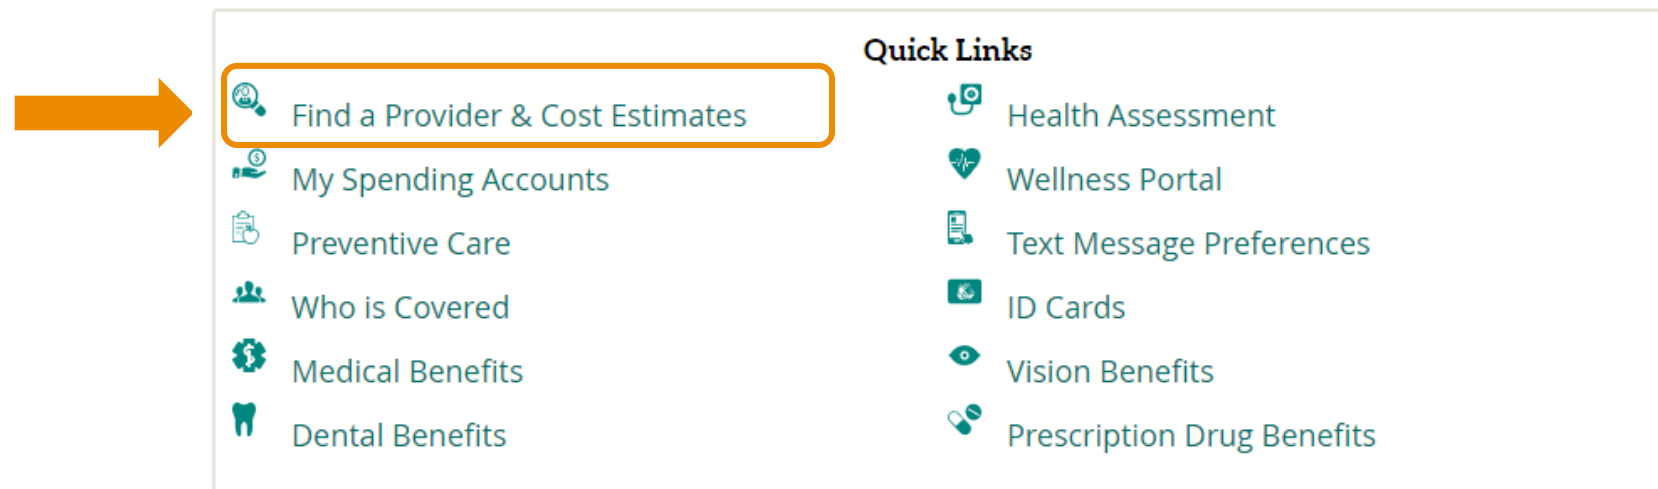 Quick Links
Find a Provider & Cost Estimates
My Spending Accounts
Preventive Care
Who is Covered
Medical Benefits
Dental Benefits
Health Assessment
Wellness Portal
Text Message Preferences
ID Cards
Vision Benefits
Prescription Drug Benefits